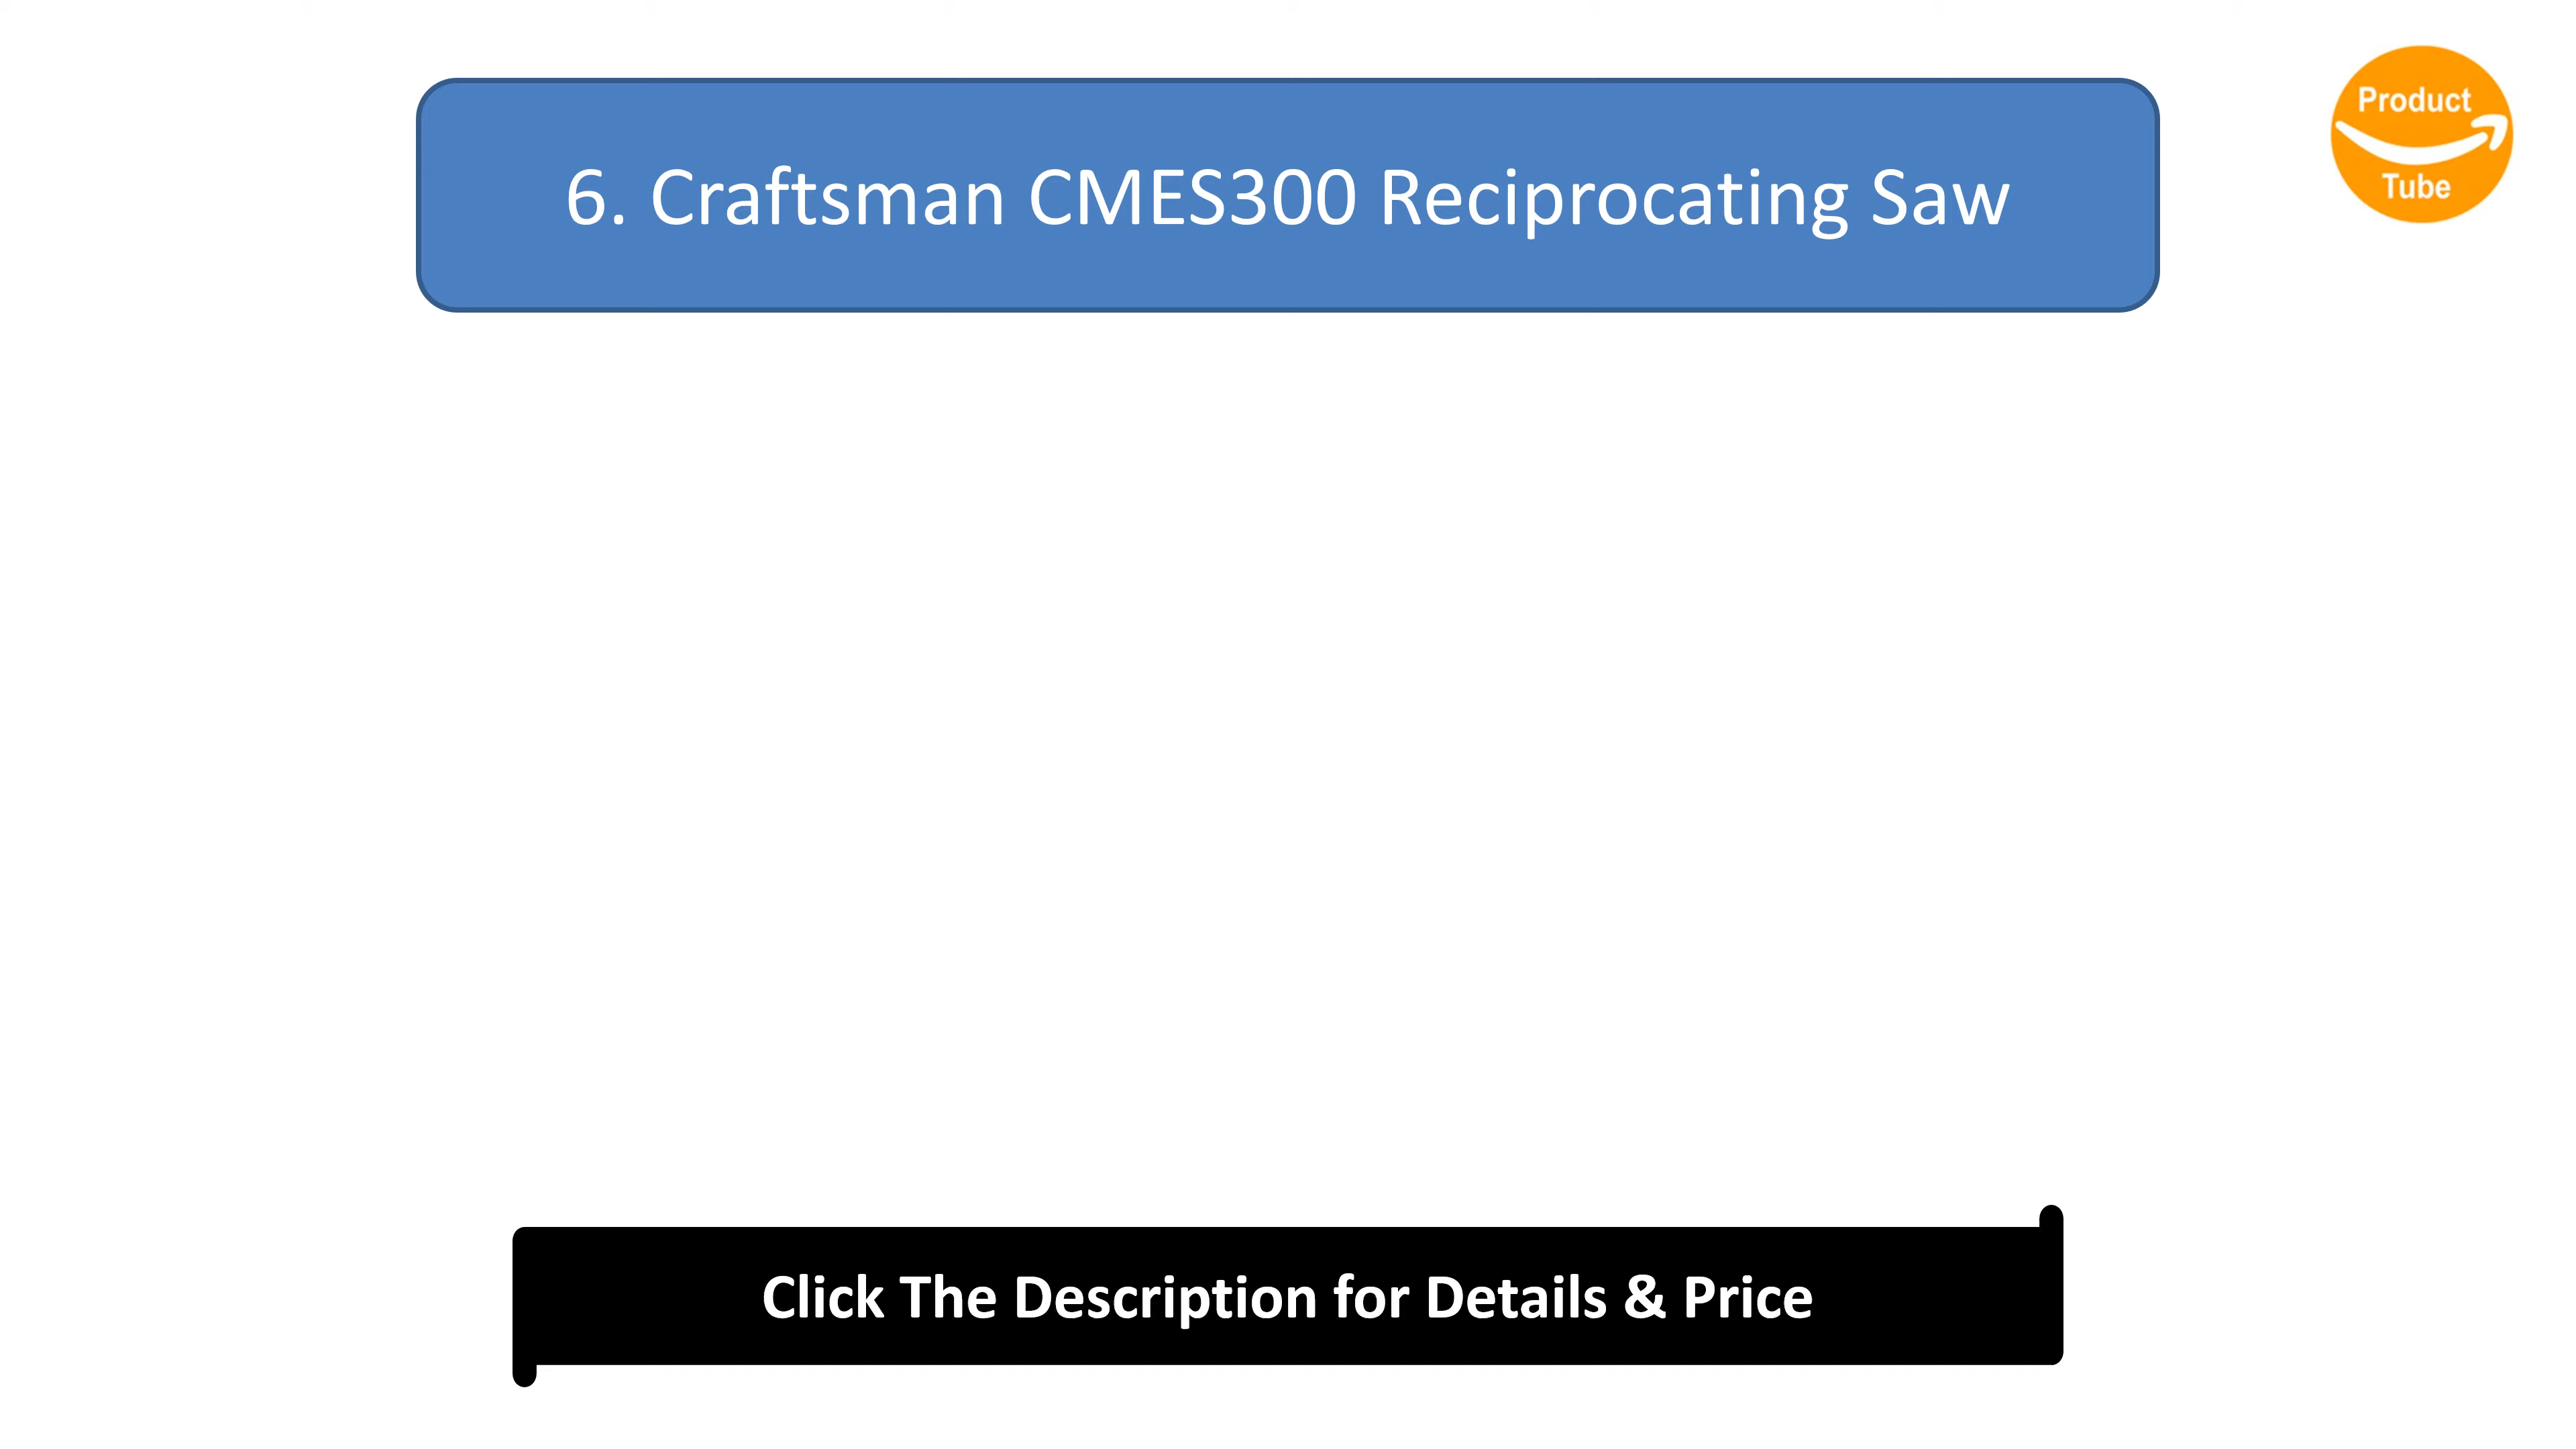 6. Craftsman CMES300 Reciprocating Saw
Product
Tube
Click The Description for Details & Price